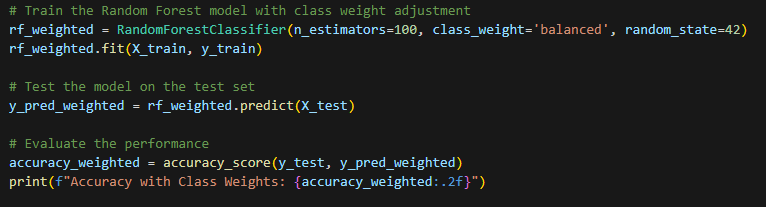 # Train the Random Forest model with class weight adjustment
rf_weighted = RandomForestClassifier(n_estimators=100, class_weight='balanced', random_state=42)
rf_weighted.fit(X_train, y_train)

# Test the model on the test set
y_pred_weighted = rf_weighted.predict(X_test)

# Evaluate the performance
accuracy_weighted = accuracy_score(y_test, y_pred_weighted)
print(f"Accuracy with Class Weights: {accuracy_weighted:.2f}")